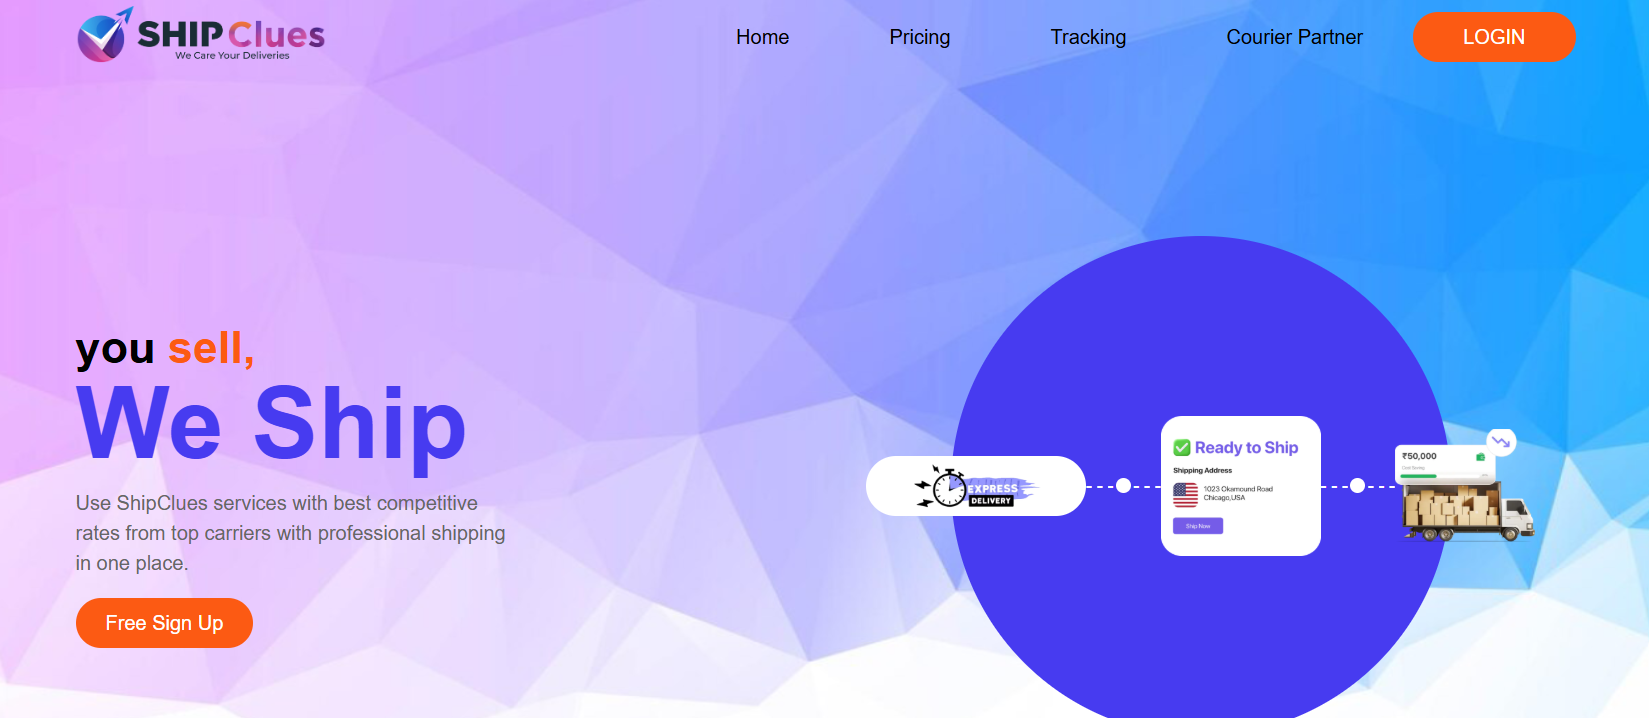 SHIP Clues
We Care Your Deliveries
Home
Pricing
Tracking
Courier Partner
LOGIN
you sell,
We Ship
Use ShipClues services with best competitive
rates from top carriers with professional shipping
in one place.
Free Sign Up
EXPRESS
DELIVERY
Ready to Ship
Shipping Address
1023 Okamound Road
Chicago,USA
Ship Now
₹50,000